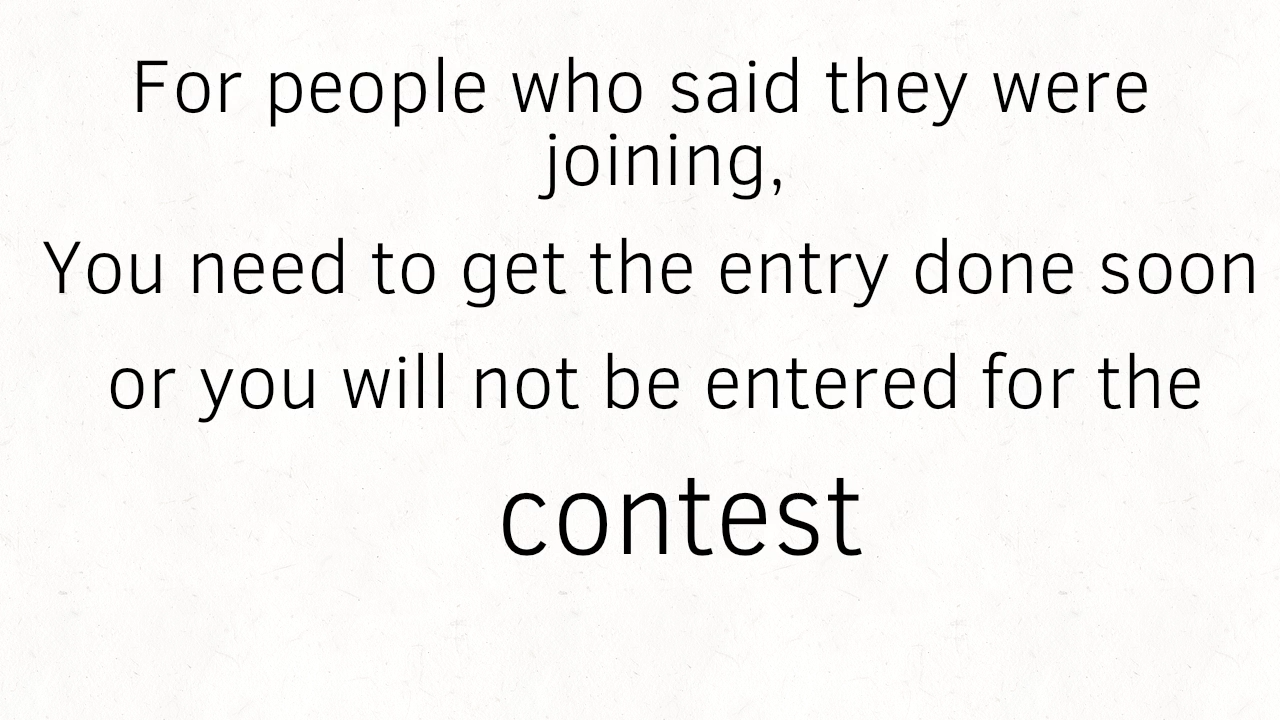 For people who said they were
joining,
You need to get the entry done soon
or you will not be entered for the
contest